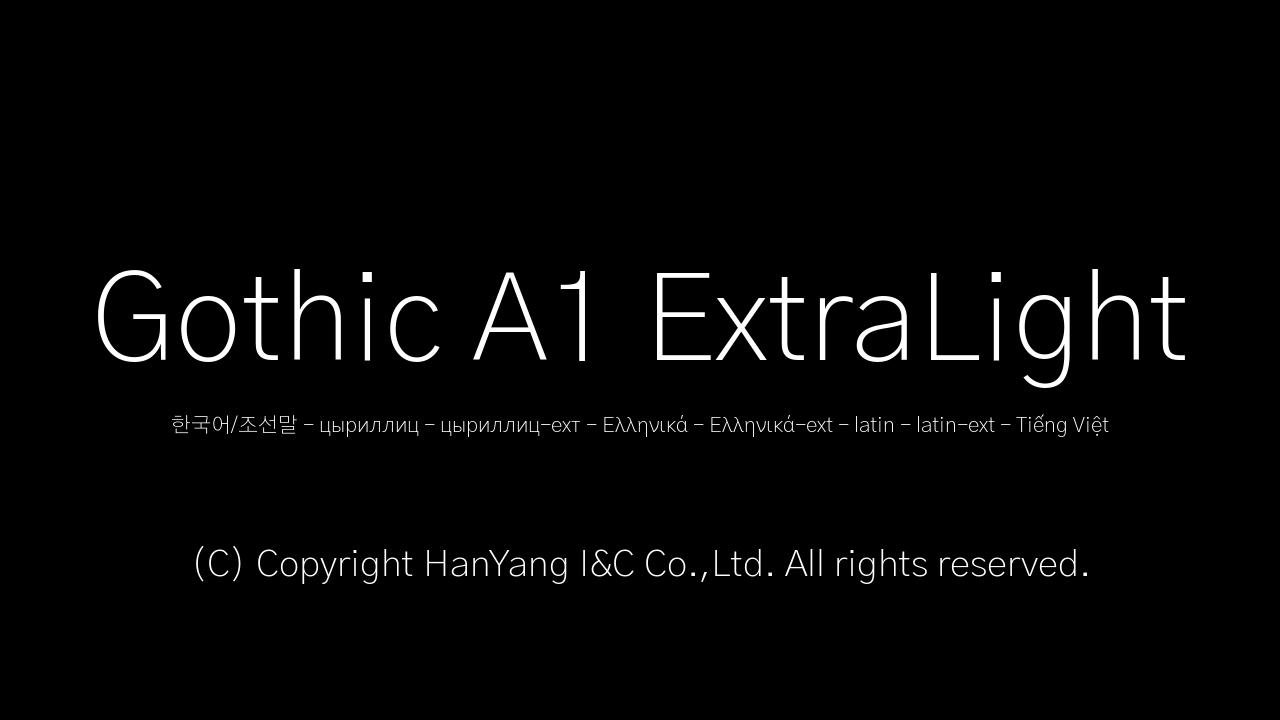 Gothic A1 ExtraLight
한국어/조선말 - цыриллиц - цыриллиц-ехт - Ελληνικά - Ελληνικά-ext - latin - latin-ext - Tiếng Việt
(C) Copyright HanYang I&C Co.,Ltd. All rights reserved.